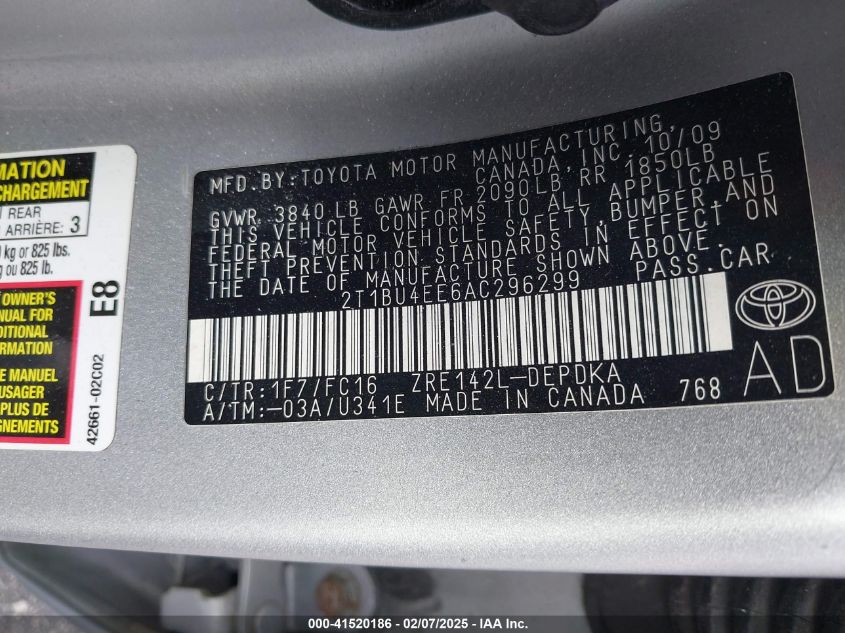 MFD.BY:TOYOTA MOTOR MANUFACTURING,
CANADA, INC. 10/09
GVWR 3840 LB GAWR FR 2090LB RR 1850LB
THIS VEHICLE CONFORMS TO ALL APPLICABLE
FEDERAL MOTOR VEHICLE SAFETY,BUMPER,AND
THEFT PREVENTION STANDARDS IN EFFECT ON
THE DATE OF MANUFACTURE SHOWN ABOVE.
2T1BU4EE6AC296299 PASS.CAR
C/TR:1F7/FC16 ZRE142L-DEPDKA
A/TM:-03A/U341E MADE IN CANADA 768
AD
MATION
CHARGEMENT
REAR
ARRIÈRE: 3
kg or 825 lbs.
ou 825 lb.
OWNER'S
NUAL FOR
DITIONAL
ORMATION
E MANUEL
USAGER
PLUS DE
GNEMENTS
E8
42661-02C02
000-41520186 - 02/07/2025 - IAA Inc.